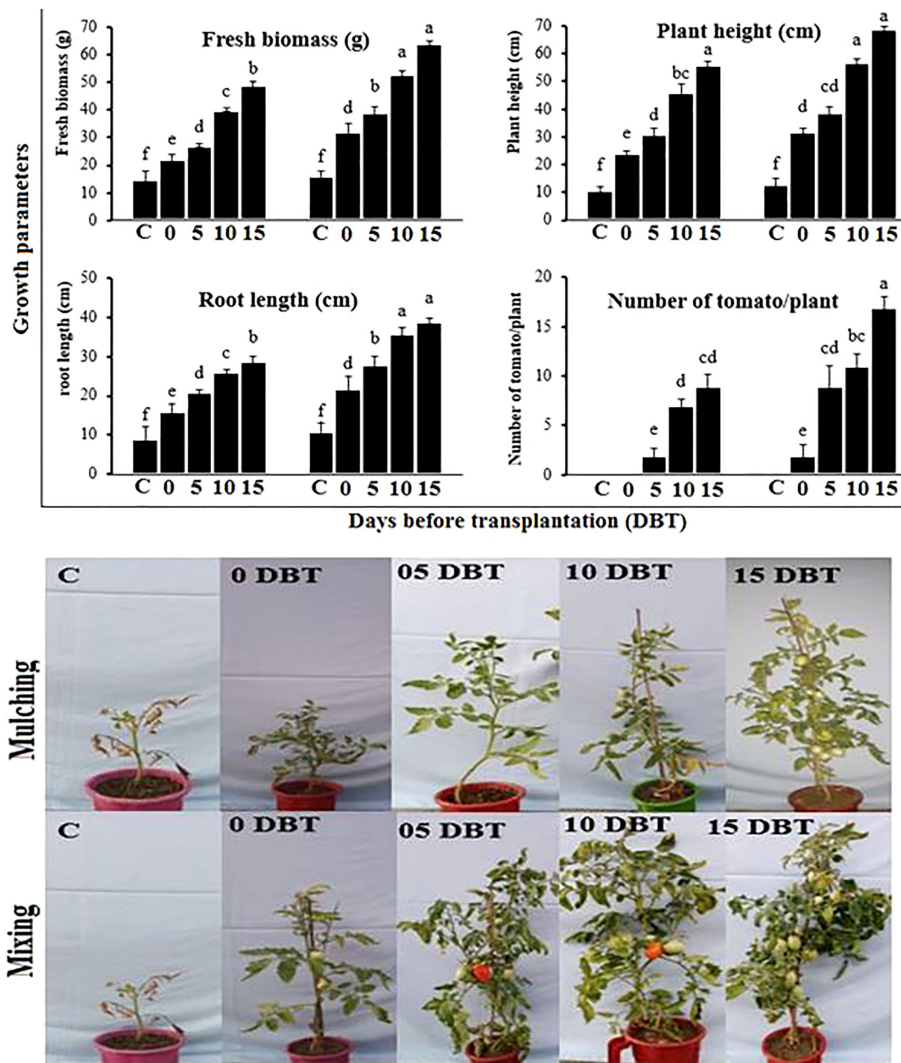 Growth parameters
Fresh biomass (g)
Fresh biomass (g)
70
60
50
40
30
20
10
0
f e d c b f d b a a
C 0 5 10 15 C 0 5 10 15
Plant height (cm)
Plant height (cm)
70
60
50
40
30
20
10
0
f e d bc a f d cd a a
C 0 5 10 15 C 0 5 10 15
Root length (cm)
root length (cm)
50
40
30
20
10
0
f e d c b f d b a a
C 0 5 10 15 C 0 5 10 15
Number of tomato/plant
Number of tomato/plant
20
15
10
5
0
e d cd e cd bc a
C 0 5 10 15 C 0 5 10 15
Days before transplantation (DBT)
Mulching
C 0 DBT 05 DBT 10 DBT 15 DBT
Mixing
C 0 DBT 05 DBT 10 DBT 15 DBT